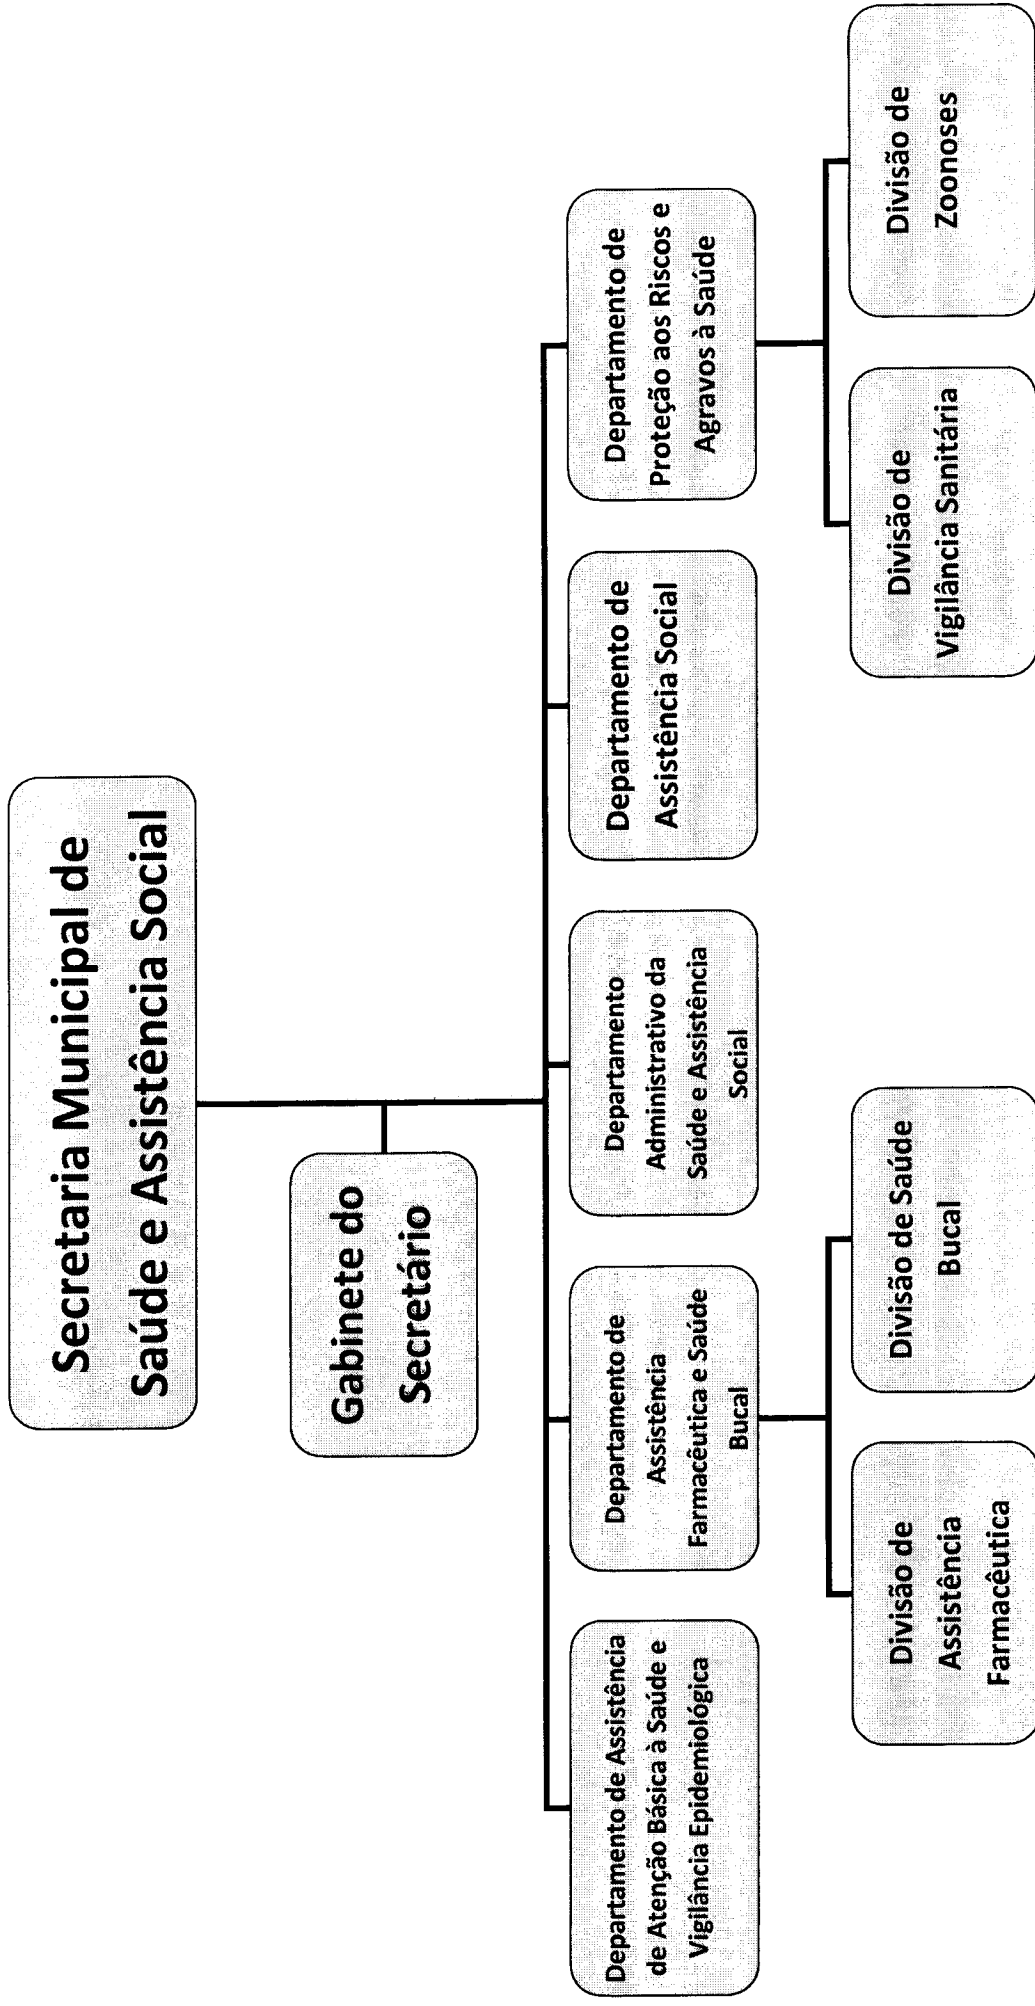 Secretaria Municipal de
Saúde e Assistência Social
Gabinete do
Secretário
Departamento de Assistência
de Atenção Básica à Saúde e
Vigilância Epidemiológica
Departamento de
Assistência
Farmacêutica e Saúde
Bucal
Departamento
Administrativo da
Saúde e Assistência
Social
Departamento de
Assistência Social
Departamento de
Proteção aos Riscos e
Agravos à Saúde
Divisão de
Assistência
Farmacêutica
Divisão de Saúde
Bucal
Divisão de
Vigilância Sanitária
Divisão de
Zoonoses